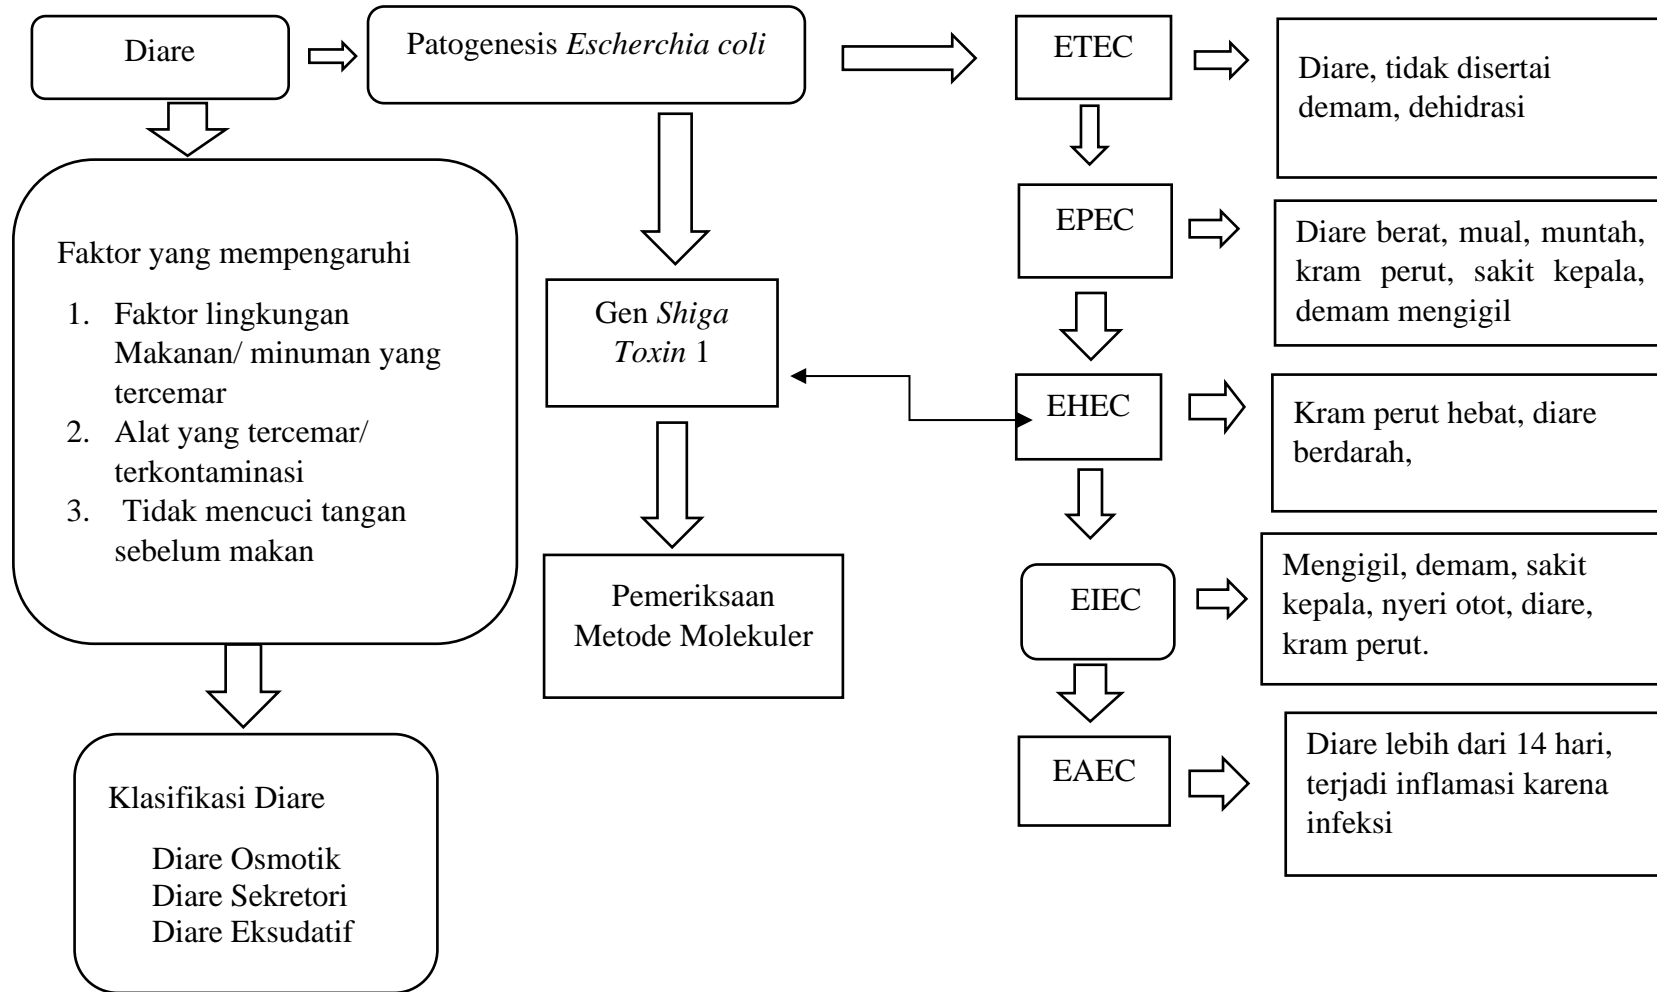 Diare
Patogenesis Escherchia coli
ETEC
Diare, tidak disertai
demam, dehidrasi
Faktor yang mempengaruhi
1. Faktor lingkungan
Makanan/ minuman yang
tercemar
2. Alat yang tercemar/
terkontaminasi
3. Tidak mencuci tangan
sebelum makan
Gen Shiga
Toxin 1
EPEC
Diare berat, mual, muntah,
kram perut, sakit kepala,
demam mengigil
EHEC
Kram perut hebat, diare
berdarah,
Pemeriksaan
Metode Molekuler
EIEC
Mengigil, demam, sakit
kepala, nyeri otot, diare,
kram perut.
EAEC
Diare lebih dari 14 hari,
terjadi inflamasi karena
infeksi
Klasifikasi Diare
Diare Osmotik
Diare Sekretori
Diare Eksudatif